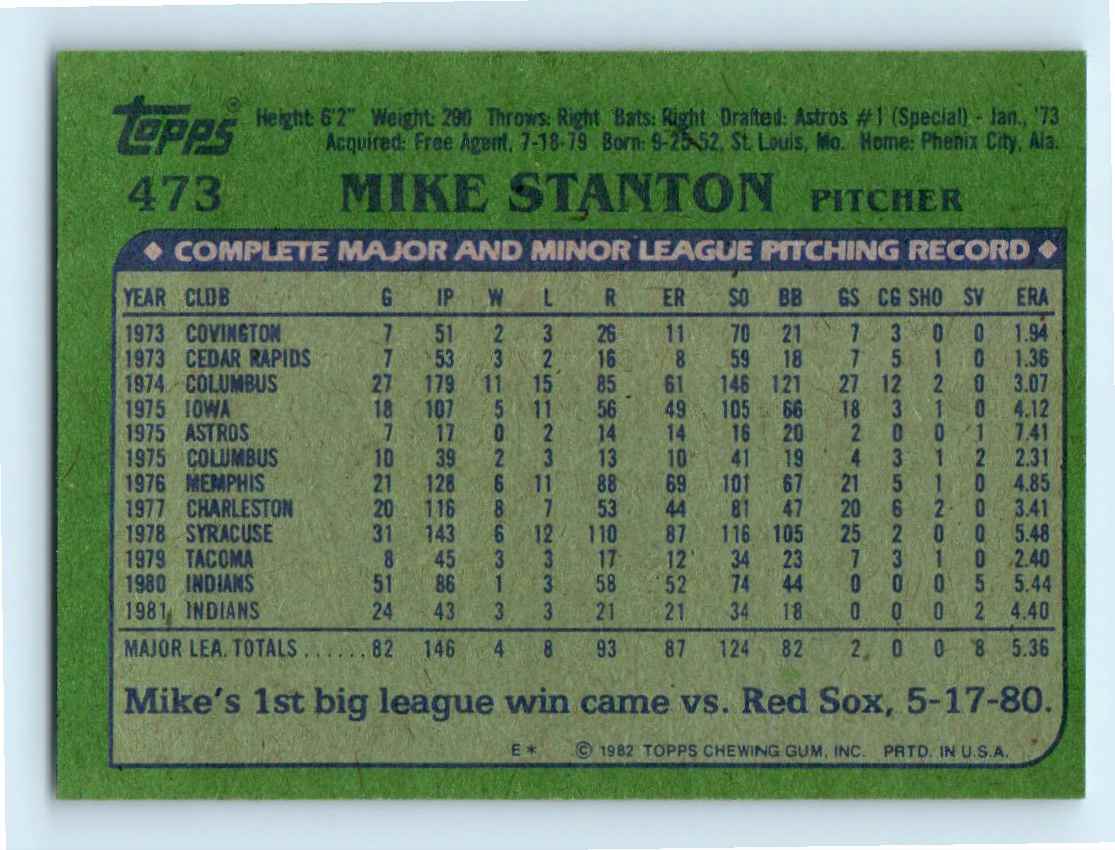 Topps® Height: 6'2" Weight: 200 Throws: Right Bats: Right Drafted: Astros #1 (Special) - Jan., '73
Acquired: Free Agent, 7-18-79 Born: 9-25-52, St. Louis, Mo. Home: Phenix City, Ala.
473 MIKE STANTON PITCHER
◆ COMPLETE MAJOR AND MINOR LEAGUE PITCHING RECORD ◆
YEAR CLUB G IP W L R ER SO BB GS CG SHO SV ERA
1973 COVINGTON 7 51 2 3 26 11 70 21 7 3 0 0 1.94
1973 CEDAR RAPIDS 7 53 3 2 16 8 59 18 7 5 1 0 1.36
1974 COLUMBUS 27 179 11 15 85 61 146 121 27 12 2 0 3.07
1975 IOWA 18 107 5 11 56 49 105 66 18 3 1 0 4.12
1975 ASTROS 7 17 0 2 14 14 16 20 2 0 0 1 7.41
1975 COLUMBUS 10 39 2 3 13 10 41 19 4 3 1 2 2.31
1976 MEMPHIS 21 128 6 11 88 69 101 67 21 5 1 0 4.85
1977 CHARLESTON 20 116 8 7 53 44 81 47 20 6 2 0 3.41
1978 SYRACUSE 31 143 6 12 110 87 116 105 25 2 0 0 5.48
1979 TACOMA 8 45 3 3 17 12 34 23 7 3 1 0 2.40
1980 INDIANS 51 86 1 3 58 52 74 44 0 0 0 5 5.44
1981 INDIANS 24 43 3 3 21 21 34 18 0 0 0 2 4.40
MAJOR LEA. TOTALS ......82 146 4 8 93 87 124 82 2 0 0 8 5.36
Mike's 1st big league win came vs. Red Sox, 5-17-80.
E* © 1982 TOPPS CHEWING GUM, INC. PRTD. IN U.S.A.